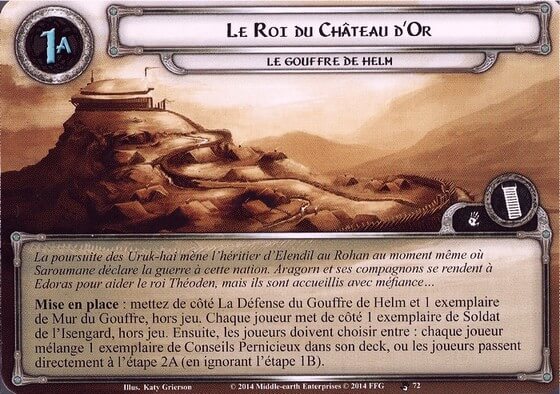 1A
LE ROI DU CHÂTEAU D'OR
LE GOUFFRE DE HELM
La poursuite des Uruk-hai mène l'héritier d'Elendil au Rohan au moment même où
Saroumane déclare la guerre à cette nation. Aragorn et ses compagnons se rendent à
Edoras pour aider le roi Théoden, mais ils sont accueillis avec méfiance…
Mise en place : mettez de côté La Défense du Gouffre de Helm et 1 exemplaire
de Mur du Gouffre, hors jeu. Chaque joueur met de côté 1 exemplaire de Soldat
de l'Isengard, hors jeu. Ensuite, les joueurs doivent choisir entre : chaque joueur
mélange 1 exemplaire de Conseils Pernicieux dans son deck, ou les joueurs passent
directement à l'étape 2A (en ignorant l'étape 1B).
Illus. Katy Grierson © 2014 Middle-earth Enterprises © 2014 FFG 72